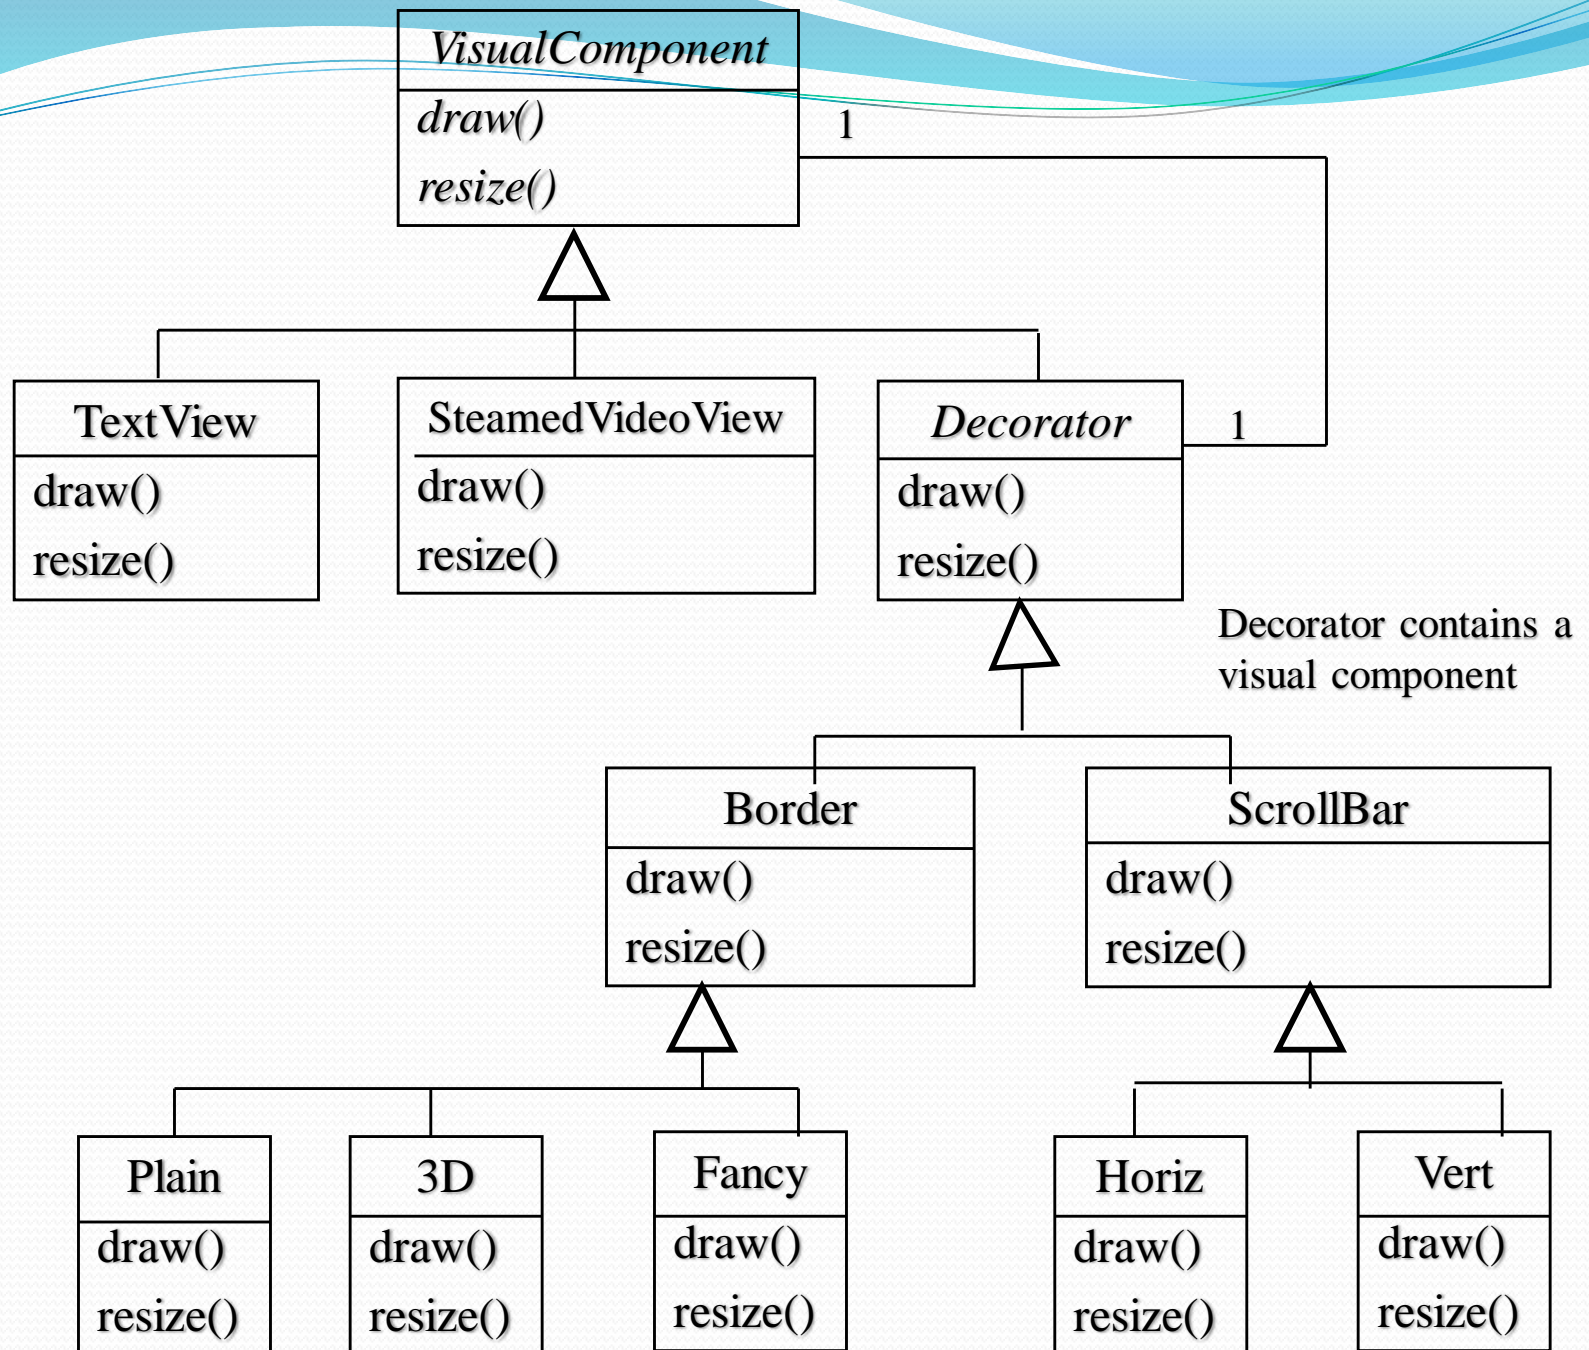 VisualComponent
draw()
resize()
1
TextView
draw()
resize()
SteamedVideoView
draw()
resize()
Decorator
draw()
resize()
1
Decorator contains a
visual component
Border
draw()
resize()
ScrollBar
draw()
resize()
Plain
draw()
resize()
3D
draw()
resize()
Fancy
draw()
resize()
Horiz
draw()
resize()
Vert
draw()
resize()